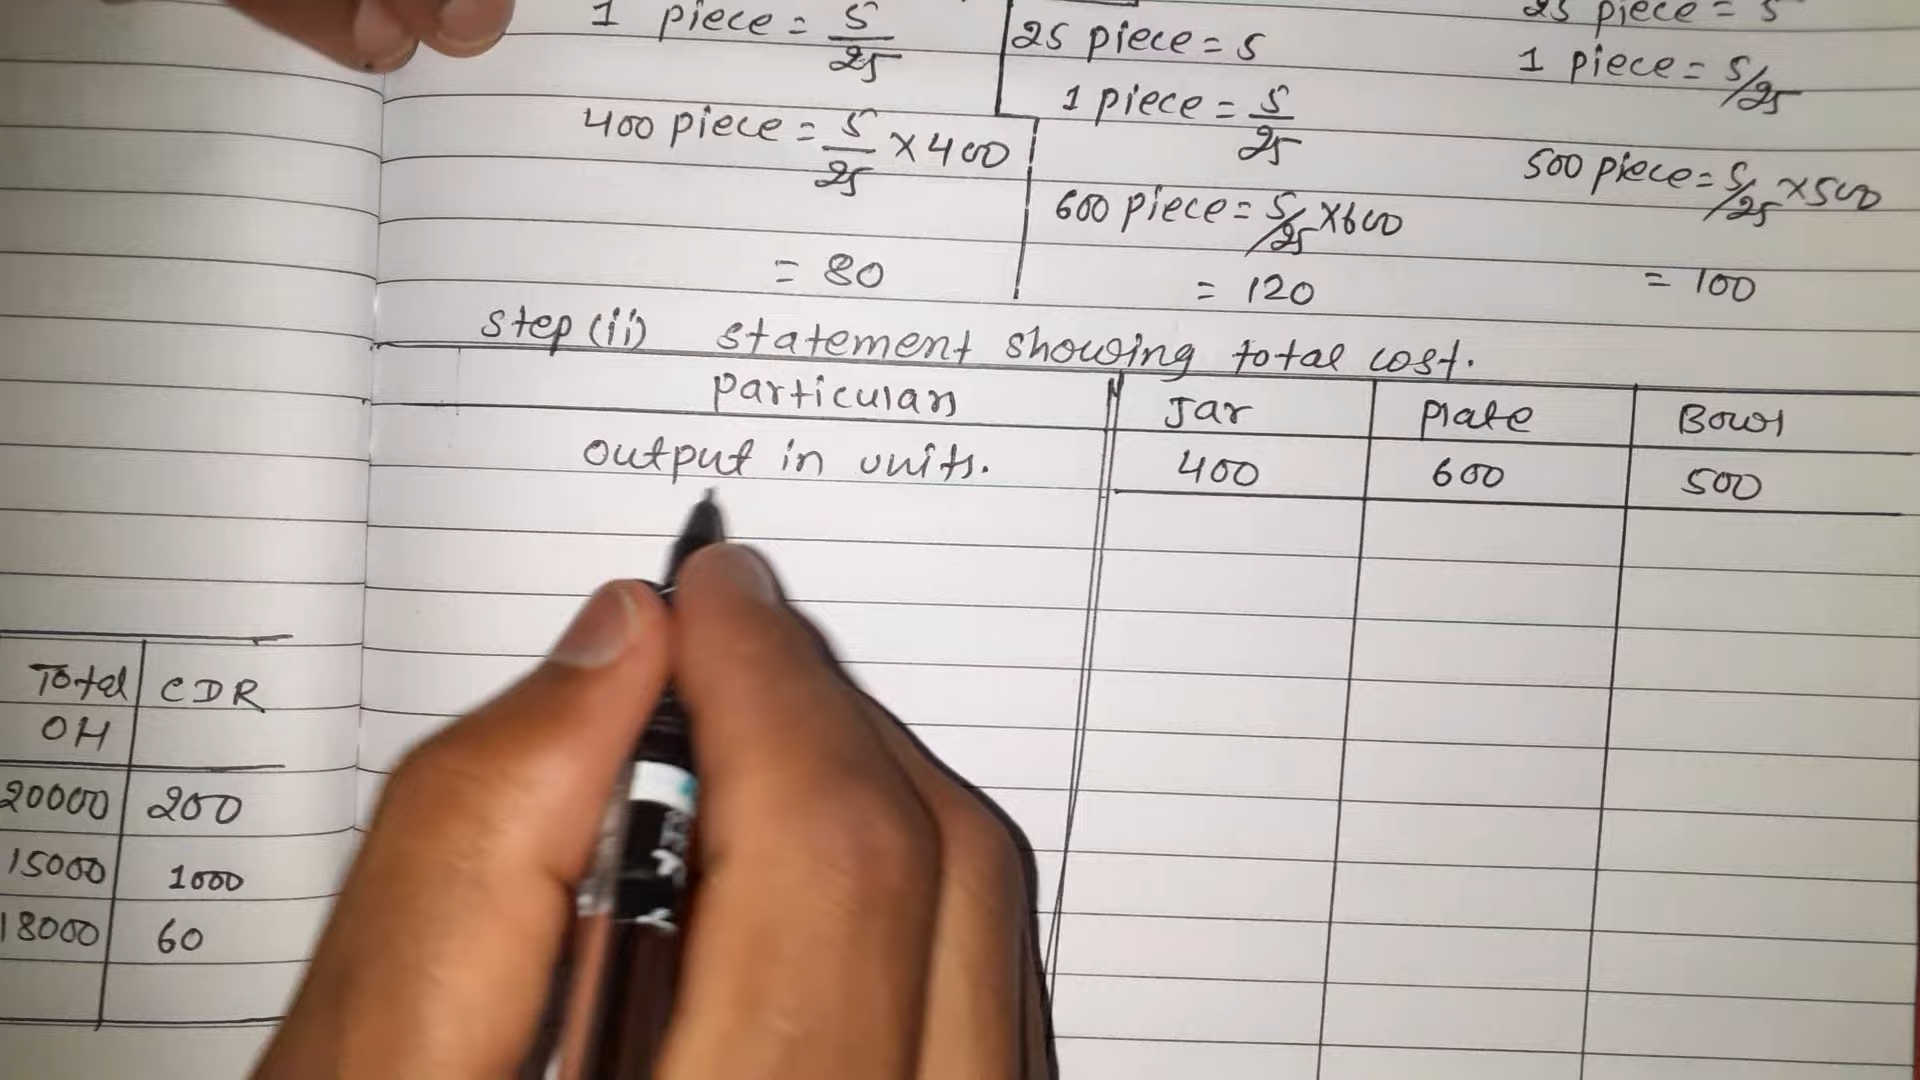 1 piece = 5/25
400 piece = 5/25 × 400
= 80
25 piece = 5
1 piece = 5/25
600 piece = 5/25 × 600
= 120
25 piece = 5
1 piece = 5/25
500 piece = 5/25 × 500
= 100
Step (ii) statement showing total cost.
particulars Jar Plate Bowl
output in units. 400 600 500
Total OH CDR
20000 200
15000 1000
18000 60